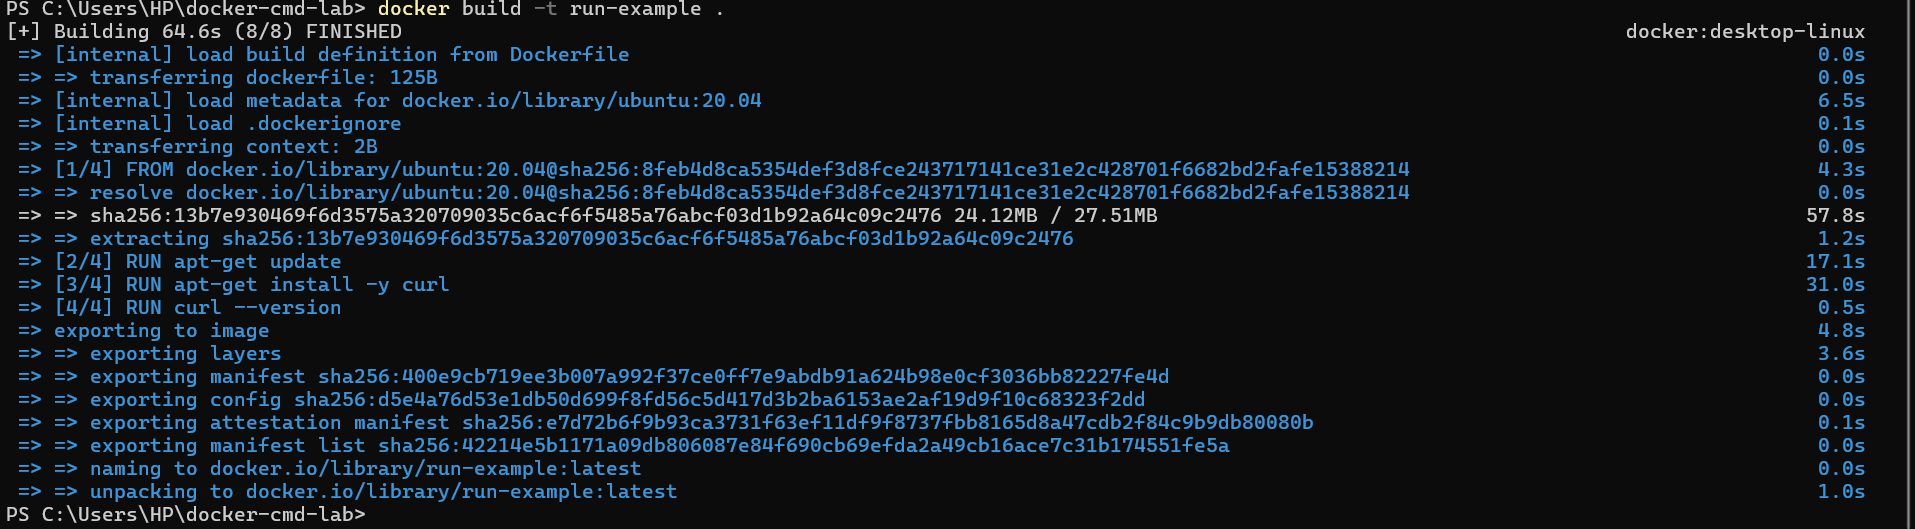 PS C:\Users\HP\docker-cmd-lab> docker build -t run-example .
[+] Building 64.6s (8/8) FINISHED docker:desktop-linux
=> [internal] load build definition from Dockerfile 0.0s
=> => transferring dockerfile: 125B 0.0s
=> [internal] load metadata for docker.io/library/ubuntu:20.04 6.5s
=> [internal] load .dockerignore 0.1s
=> => transferring context: 2B 0.0s
=> [1/4] FROM docker.io/library/ubuntu:20.04@sha256:8feb4d8ca5354def3d8fce243717141ce31e2c428701f6682bd2fafe15388214 4.3s
=> => resolve docker.io/library/ubuntu:20.04@sha256:8feb4d8ca5354def3d8fce243717141ce31e2c428701f6682bd2fafe15388214 0.0s
=> => sha256:13b7e930469f6d3575a320709035c6acf6f5485a76abcf03d1b92a64c09c2476 24.12MB / 27.51MB 57.8s
=> => extracting sha256:13b7e930469f6d3575a320709035c6acf6f5485a76abcf03d1b92a64c09c2476 1.2s
=> [2/4] RUN apt-get update 17.1s
=> [3/4] RUN apt-get install -y curl 31.0s
=> [4/4] RUN curl --version 0.5s
=> exporting to image 4.8s
=> => exporting layers 3.6s
=> => exporting manifest sha256:400e9cb719ee3b007a992f37ce0ff7e9abdb91a624b98e0cf3036bb82227fe4d 0.0s
=> => exporting config sha256:d5e4a76d53e1db50d699f8fd56c5d417d3b2ba6153ae2af19d9f10c68323f2dd 0.0s
=> => exporting attestation manifest sha256:e7d72b6f9b93ca3731f63ef11df9f8737fbb8165d8a47cdb2f84c9b9db80080b 0.1s
=> => exporting manifest list sha256:42214e5b1171a09db806087e84f690cb69efda2a49cb16ace7c31b174551fe5a 0.0s
=> => naming to docker.io/library/run-example:latest 0.0s
=> => unpacking to docker.io/library/run-example:latest 1.0s
PS C:\Users\HP\docker-cmd-lab>